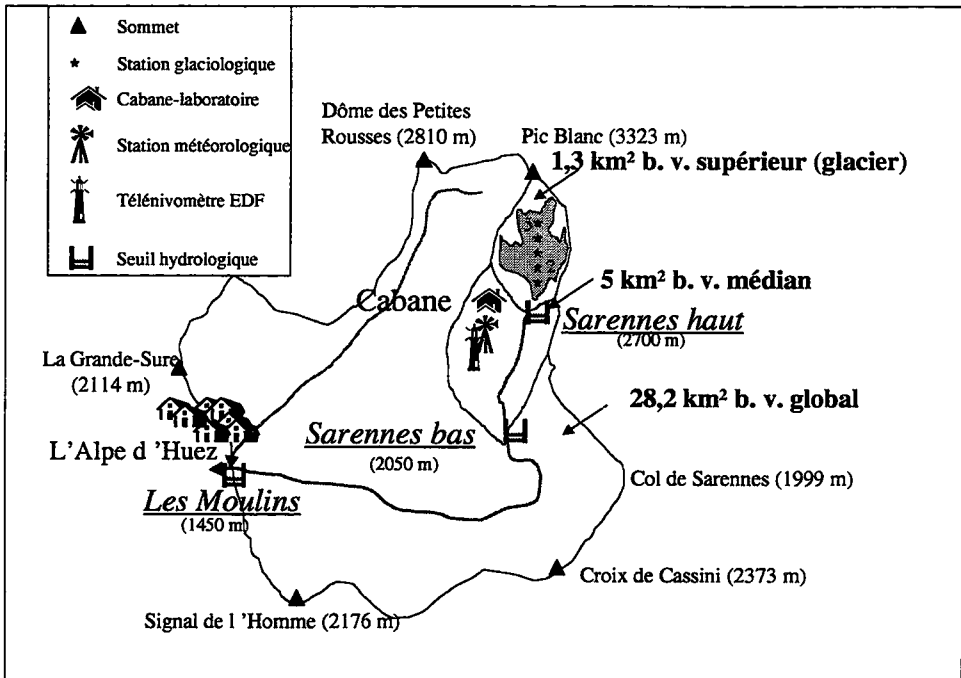 Sommet
Station glaciologique
Cabane-laboratoire
Station météorologique
Télénivomètre EDF
Seuil hydrologique
Dôme des Petites
Rousses (2810 m)
Pic Blanc (3323 m)
1,3 km² b. v. supérieur (glacier)
2
5 km² b. v. médian
Cabane
Sarennes haut
(2700 m)
La Grande-Sure
(2114 m)
28,2 km² b. v. global
L'Alpe d 'Huez
Sarennes bas
(2050 m)
Col de Sarennes (1999 m)
Les Moulins
(1450 m)
Croix de Cassini (2373 m)
Signal de l 'Homme (2176 m)